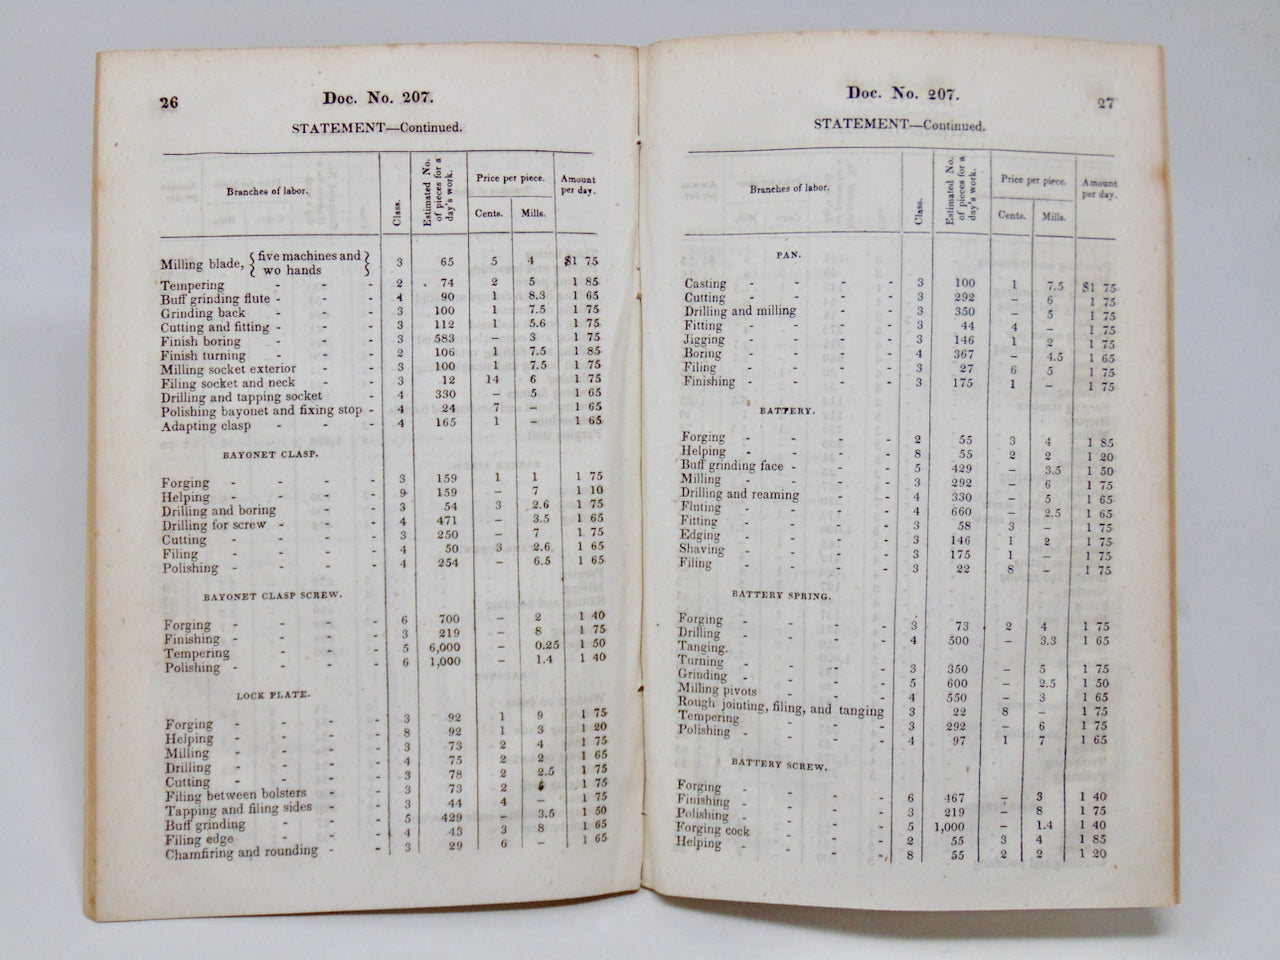 26
Doc. No. 207.
STATEMENT—Continued.
Branches of labor. Class. Estimated No. of pieces for a day's work. Price per piece. Amount per day.
Cents. Mills.
Milling blade, { five machines and wo hands } 3 65 5 4 $1 75
Tempering - - - 2 74 2 5 1 85
Buff grinding flute - - - - 4 90 1 8.3 1 65
Grinding back - - - 3 100 1 7.5 1 75
Cutting and fitting - - - - 3 112 1 5.6 1 75
Finish boring - - - 3 583 – 3 1 75
Finish turning - - - 2 106 1 7.5 1 85
Milling socket exterior - - 3 100 1 7.5 1 75
Filing socket and neck - - 3 12 14 6 1 75
Drilling and tapping socket - - 4 330 – 5 1 65
Polishing bayonet and fixing stop - 4 24 7 – 1 65
Adapting clasp - - - 4 165 1 – 1 65
BAYONET CLASP.
Forging - - - - 3 159 1 1 1 75
Helping - - - - 9 159 – 7 1 10
Drilling and boring - - - 3 54 3 2.6 1 75
Drilling for screw - - - - 4 471 – 3.5 1 65
Cutting - - - - 3 250 – 7 1 75
Filing - - - - 4 50 3 2.6 1 65
Polishing - - - - 4 254 – 6.5 1 65
BAYONET CLASP SCREW.
Forging - - - - 6 700 – 2 1 40
Finishing - - - - 3 219 – 8 1 75
Tempering - - - 5 6,000 – 0.25 1 50
Polishing - - - - 6 1,000 – 1.4 1 40
LOCK PLATE.
Forging - - - - 3 92 1 9 1 75
Helping - - - - 8 92 1 3 1 20
Milling - - - - 3 73 2 4 1 75
Drilling - - - - 4 75 2 2 1 65
Cutting - - - - 3 78 2 2.5 1 75
Filing between bolsters - - 3 73 2 1 75
Tapping and filing sides - - - 3 44 4 – 1 75
Buff grinding - - - 5 429 – 3.5 1 50
Filing edge - - - 4 43 3 8 1 65
Chamfiring and rounding - - - 3 29 6 – 1 65
Doc. No. 207.
27
STATEMENT—Continued.
Branches of labor. Class. Estimated No. of pieces for a day's work. Price per piece. Amount per day.
Cents. Mills.
PAN.
Casting - - - - 3 100 1 7.5 $1 75
Cutting - - - - 3 292 – 6 1 75
Drilling and milling - - 3 350 – 5 1 75
Fitting - - - - 3 44 4 – 1 75
Jigging - - - - 3 146 1 2 1 75
Boring - - - - 4 367 – 4.5 1 65
Filing - - - - 3 27 6 5 1 75
Finishing - - - - 3 175 1 – 1 75
BATTERY.
Forging - - - - 2 55 3 4 1 85
Helping - - - - 8 55 2 2 1 20
Buff grinding face - - - 5 429 – 3.5 1 50
Milling - - - - 3 292 – 6 1 75
Drilling and reaming - - 4 330 – 5 1 65
Fluting - - - - 4 660 – 2.5 1 65
Fitting - - - - 3 58 3 – 1 75
Edging - - - - 3 146 1 2 1 75
Shaving - - - - 3 175 1 – 1 75
Filing - - - - 3 22 8 – 1 75
BATTERY SPRING.
Forging - - - - 3 73 2 4 1 75
Drilling - - - - 4 500 – 3.3 1 65
Tanging.
Turning - - - - 3 350 – 5 1 75
Grinding - - - - 5 600 – 2.5 1 50
Milling pivots - - - 4 550 – 3 1 65
Rough jointing, filing, and tanging 3 22 8 – 1 75
Tempering - - - 3 292 – 6 1 75
Polishing - - - - 4 97 1 7 1 65
BATTERY SCREW.
Forging - - - - 6 467 – 3 1 40
Finishing - - - - 3 219 – 8 1 75
Polishing - - - - 5 1,000 – 1.4 1 40
Forging cock - - - 2 55 3 4 1 85
Helping - - - - 8 55 2 2 1 20